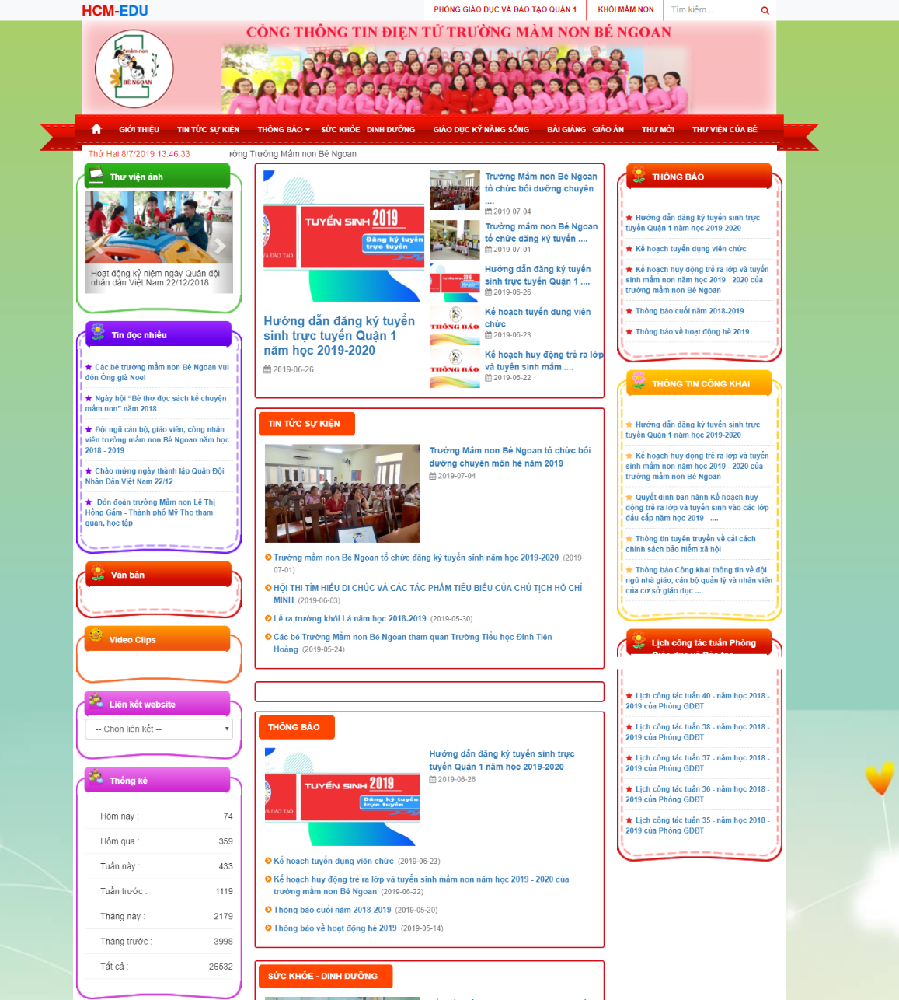 HCM-EDU
PHÒNG GIÁO DỤC VÀ ĐÀO TẠO QUẬN 1
KHỐI MẦM NON
Tìm kiếm...
CỔNG THÔNG TIN ĐIỆN TỬ TRƯỜNG MẦM NON BÉ NGOAN
mầm non
BÉ NGOAN
GIỚI THIỆU
TIN TỨC SỰ KIỆN
THÔNG BÁO
SỨC KHỎE - DINH DƯỠNG
GIÁO DỤC KỸ NĂNG SỐNG
BÀI GIẢNG - GIÁO ÁN
THƯ MỜI
THƯ VIỆN CỦA BÉ
Thứ Hai 8/7/2019 13:46:33
ường Trường Mầm non Bé Ngoan
Thư viện ảnh
Hoạt động kỷ niệm ngày Quân đội
nhân dân Việt Nam 22/12/2018
Tin đọc nhiều
Các bé trường mầm non Bé Ngoan vui
đón Ông già Noel
Ngày hội “Bé thơ đọc sách kể chuyện
mầm non” năm 2018
Đội ngũ cán bộ, giáo viên, công nhân
viên trường mầm non Bé Ngoan năm học
2018 - 2019
Chào mừng ngày thành lập Quân Đội
Nhân Dân Việt Nam 22/12
Đón đoàn trường Mầm non Lê Thị
Hồng Gấm - Thành phố Mỹ Tho tham
quan, học tập
Văn bản
Video Clips
Liên kết website
-- Chọn liên kết --
Thống kê
Hôm nay : 74
Hôm qua : 359
Tuần này : 433
Tuần trước : 1119
Tháng này : 2179
Tháng trước : 3998
Tất cả : 26532
TUYỂN SINH 2019
Đăng ký tuyển
trực tuyến
VÀ ĐÀO TẠO
Hướng dẫn đăng ký tuyển
sinh trực tuyến Quận 1
năm học 2019-2020
2019-06-26
Trường Mầm non Bé Ngoan
tổ chức bồi dưỡng chuyên
....
2019-07-04
Trường mầm non Bé Ngoan
tổ chức đăng ký tuyển ....
2019-07-01
TUYỂN SINH 2019
Hướng dẫn đăng ký tuyển
sinh trực tuyến Quận 1 ....
2019-06-26
THÔNG BÁO
Kế hoạch tuyển dụng viên
chức
2019-06-23
THÔNG BÁO
Kế hoạch huy động trẻ ra lớp
và tuyển sinh mầm ....
2019-06-22
TIN TỨC SỰ KIỆN
Trường Mầm non Bé Ngoan tổ chức bồi
dưỡng chuyên môn hè năm 2019
2019-07-04
Trường mầm non Bé Ngoan tổ chức đăng ký tuyển sinh năm học 2019-2020 (2019-
07-01)
HỘI THI TÌM HIỂU DI CHÚC VÀ CÁC TÁC PHẨM TIÊU BIỂU CỦA CHỦ TỊCH HỒ CHÍ
MINH (2019-06-03)
Lễ ra trường khối Lá năm học 2018-2019 (2019-05-30)
Các bé Trường Mầm non Bé Ngoan tham quan Trường Tiểu học Đinh Tiên
Hoàng (2019-05-24)
THÔNG BÁO
TUYỂN SINH 2019
Đăng ký tuyển
trực tuyến
VÀ ĐÀO TẠO
Hướng dẫn đăng ký tuyển sinh trực
tuyến Quận 1 năm học 2019-2020
2019-06-26
Kế hoạch tuyển dụng viên chức (2019-06-23)
Kế hoạch huy động trẻ ra lớp và tuyển sinh mầm non năm học 2019 - 2020 của
trường mầm non Bé Ngoan (2019-06-22)
Thông báo cuối năm 2018-2019 (2019-05-20)
Thông báo về hoạt động hè 2019 (2019-05-14)
SỨC KHỎE - DINH DƯỠNG
THÔNG BÁO
Hướng dẫn đăng ký tuyển sinh trực
tuyến Quận 1 năm học 2019-2020
Kế hoạch tuyển dụng viên chức
Kế hoạch huy động trẻ ra lớp và tuyển
sinh mầm non năm học 2019 - 2020 của
trường mầm non Bé Ngoan
Thông báo cuối năm 2018-2019
Thông báo về hoạt động hè 2019
THÔNG TIN CÔNG KHAI
Hướng dẫn đăng ký tuyển sinh trực
tuyến Quận 1 năm học 2019-2020
Kế hoạch huy động trẻ ra lớp và tuyển
sinh mầm non năm học 2019 - 2020 của
trường mầm non Bé Ngoan
Quyết định ban hành Kế hoạch huy
động trẻ ra lớp và tuyển sinh vào các lớp
đầu cấp năm học 2019 - ....
Thông tin tuyên truyền về cải cách
chính sách bảo hiểm xã hội
Thông báo Công khai thông tin về đội
ngũ nhà giáo, cán bộ quản lý và nhân viên
của cơ sở giáo dục ....
Lịch công tác tuần Phòng
Giáo dục và Đào tạo
Lịch công tác tuần 40 - năm học 2018 -
2019 của Phòng GDĐT
Lịch công tác tuần 38 - năm học 2018 -
2019 của Phòng GDĐT
Lịch công tác tuần 37 - năm học 2018 -
2019 của Phòng GDĐT
Lịch công tác tuần 36 - năm học 2018 -
2019 của Phòng GDĐT
Lịch công tác tuần 35 - năm học 2018 -
2019 của Phòng GDĐT